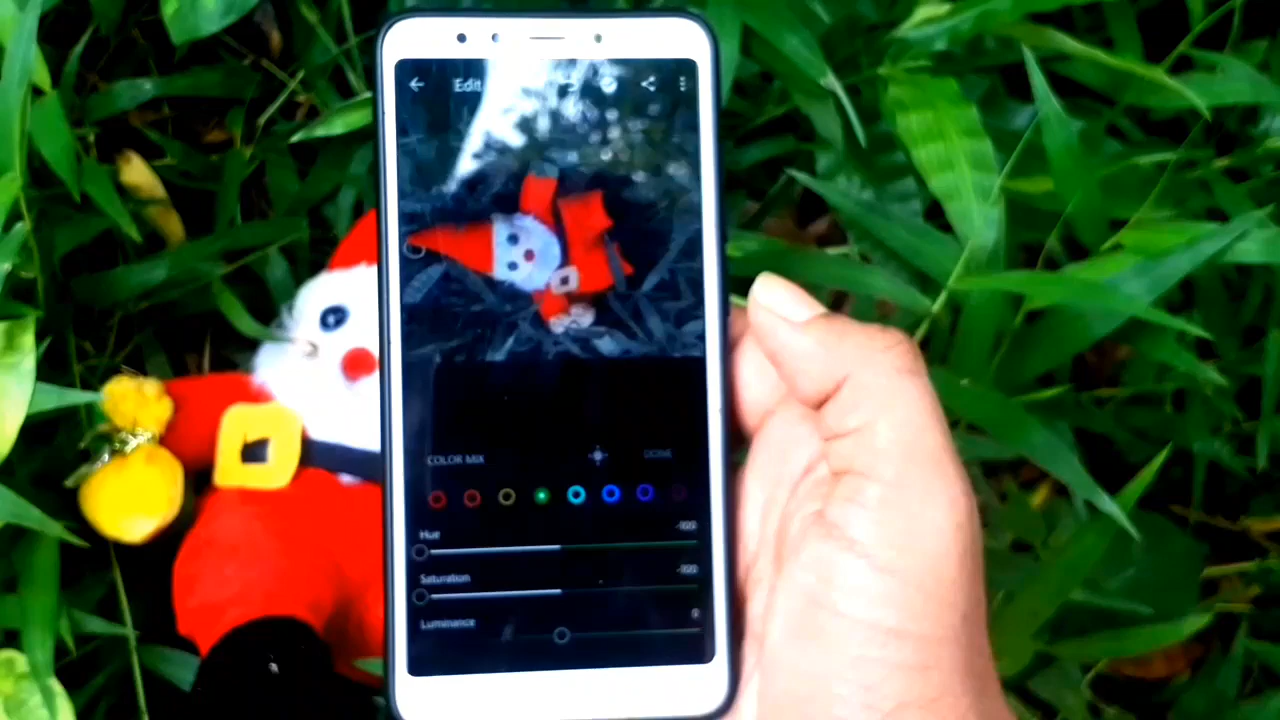 Edit
COLOR MIX DONE
Hue -100
Saturation -100
Luminance 0